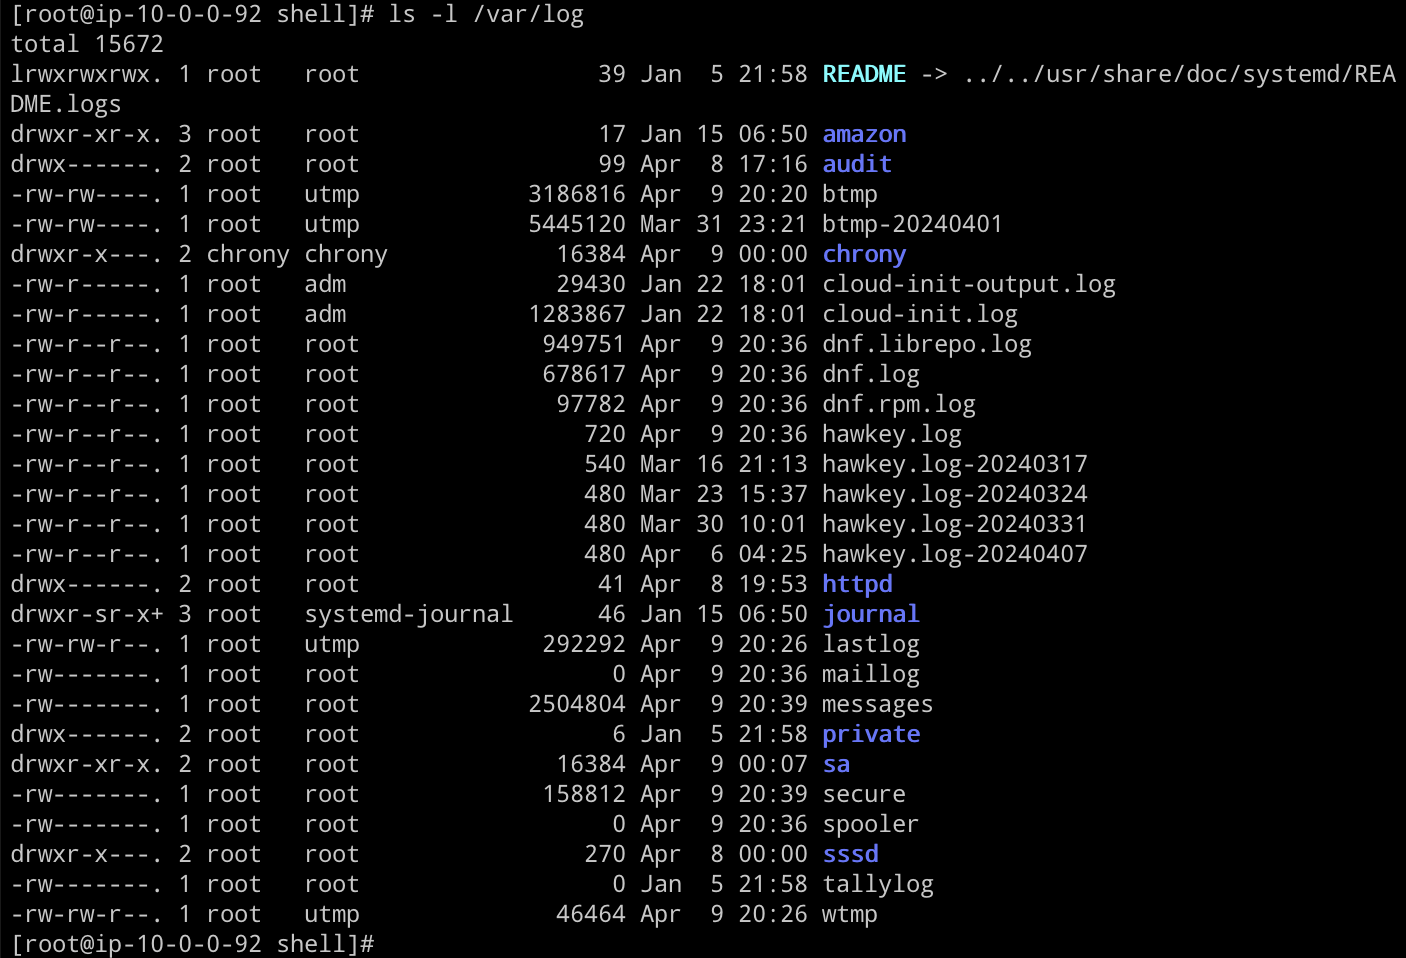 [root@ip-10-0-0-92 shell]# ls -l /var/log
total 15672
lrwxrwxrwx. 1 root   root                 39 Jan  5 21:58 README -> ../../usr/share/doc/systemd/REA
DME.logs
drwxr-xr-x. 3 root   root                 17 Jan 15 06:50 amazon
drwx------. 2 root   root                 99 Apr  8 17:16 audit
-rw-rw----. 1 root   utmp            3186816 Apr  9 20:20 btmp
-rw-rw----. 1 root   utmp            5445120 Mar 31 23:21 btmp-20240401
drwxr-x---. 2 chrony chrony            16384 Apr  9 00:00 chrony
-rw-r-----. 1 root   adm               29430 Jan 22 18:01 cloud-init-output.log
-rw-r-----. 1 root   adm             1283867 Jan 22 18:01 cloud-init.log
-rw-r--r--. 1 root   root             949751 Apr  9 20:36 dnf.librepo.log
-rw-r--r--. 1 root   root             678617 Apr  9 20:36 dnf.log
-rw-r--r--. 1 root   root              97782 Apr  9 20:36 dnf.rpm.log
-rw-r--r--. 1 root   root                720 Apr  9 20:36 hawkey.log
-rw-r--r--. 1 root   root                540 Mar 16 21:13 hawkey.log-20240317
-rw-r--r--. 1 root   root                480 Mar 23 15:37 hawkey.log-20240324
-rw-r--r--. 1 root   root                480 Mar 30 10:01 hawkey.log-20240331
-rw-r--r--. 1 root   root                480 Apr  6 04:25 hawkey.log-20240407
drwx------. 2 root   root                 41 Apr  8 19:53 httpd
drwxr-sr-x+ 3 root   systemd-journal      46 Jan 15 06:50 journal
-rw-rw-r--. 1 root   utmp             292292 Apr  9 20:26 lastlog
-rw-------. 1 root   root                  0 Apr  9 20:36 maillog
-rw-------. 1 root   root            2504804 Apr  9 20:39 messages
drwx------. 2 root   root                  6 Jan  5 21:58 private
drwxr-xr-x. 2 root   root              16384 Apr  9 00:07 sa
-rw-------. 1 root   root             158812 Apr  9 20:39 secure
-rw-------. 1 root   root                  0 Apr  9 20:36 spooler
drwxr-x---. 2 root   root                270 Apr  8 00:00 sssd
-rw-------. 1 root   root                  0 Jan  5 21:58 tallylog
-rw-rw-r--. 1 root   utmp              46464 Apr  9 20:26 wtmp
[root@ip-10-0-0-92 shell]#